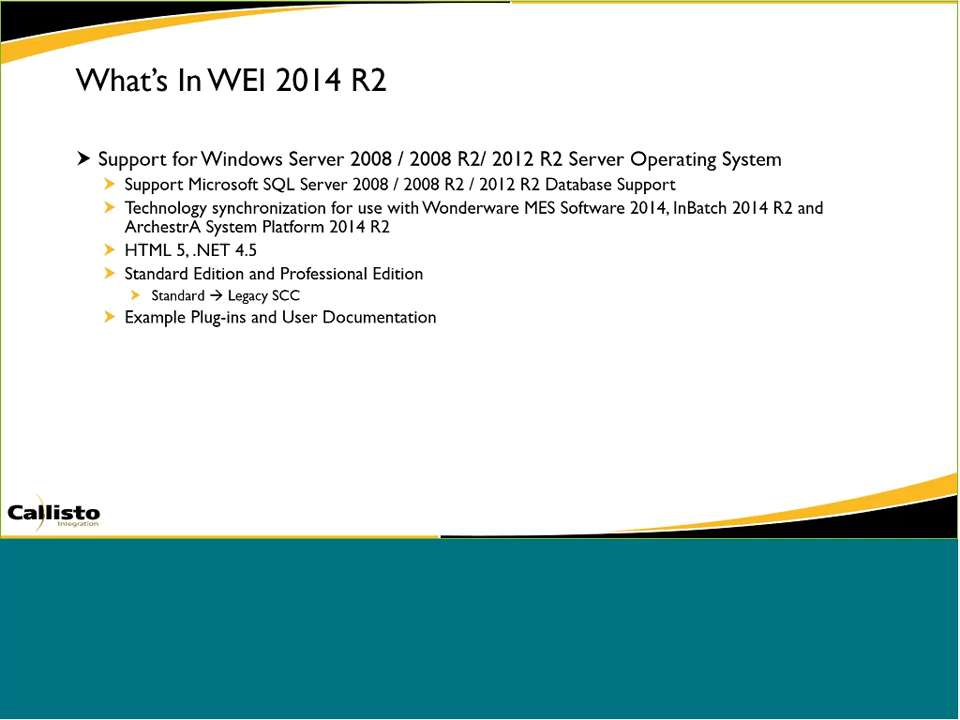 What's In WEI 2014 R2
Support for Windows Server 2008 / 2008 R2/ 2012 R2 Server Operating System
Support Microsoft SQL Server 2008 / 2008 R2 / 2012 R2 Database Support
Technology synchronization for use with Wonderware MES Software 2014, InBatch 2014 R2 and
ArchestrA System Platform 2014 R2
HTML 5, .NET 4.5
Standard Edition and Professional Edition
Standard → Legacy SCC
Example Plug-ins and User Documentation
Callisto
Integration